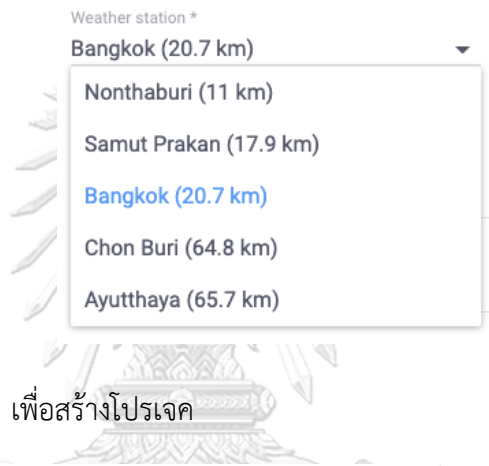 Weather station *
Bangkok (20.7 km)
Nonthaburi (11 km)
Samut Prakan (17.9 km)
Bangkok (20.7 km)
Chon Buri (64.8 km)
Ayutthaya (65.7 km)
เพื่อสร้างโปรเจค